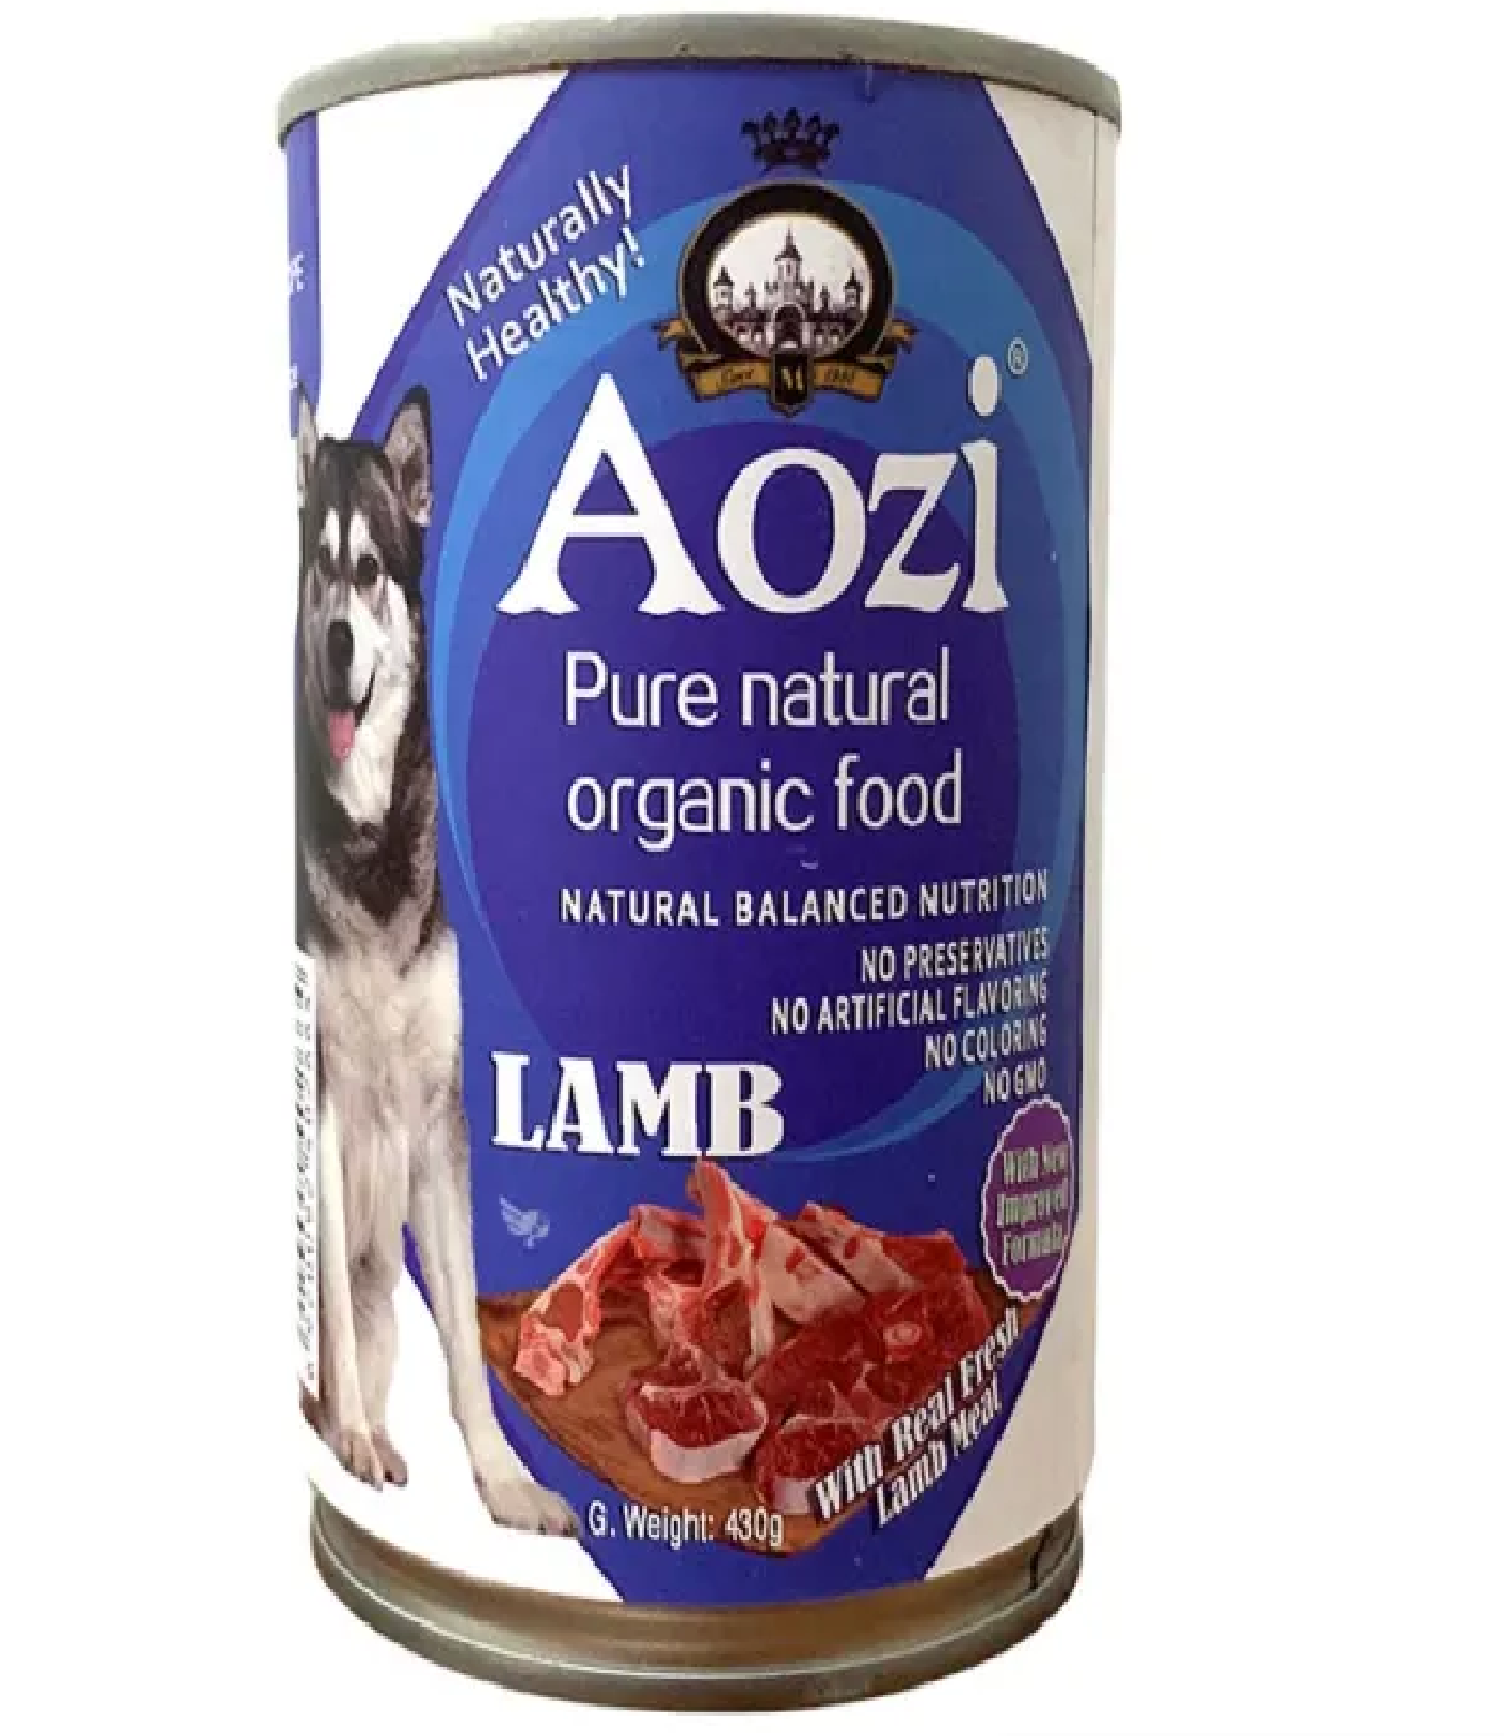 Naturally
Healthy!
Aozi®
Pure natural
organic food
NATURAL BALANCED NUTRITION
NO PRESERVATIVES
NO ARTIFICIAL FLAVORING
NO COLORING
NO GMO
LAMB
With New
Improved
Formula
With Real Fresh
Lamb Meat
G. Weight: 430g